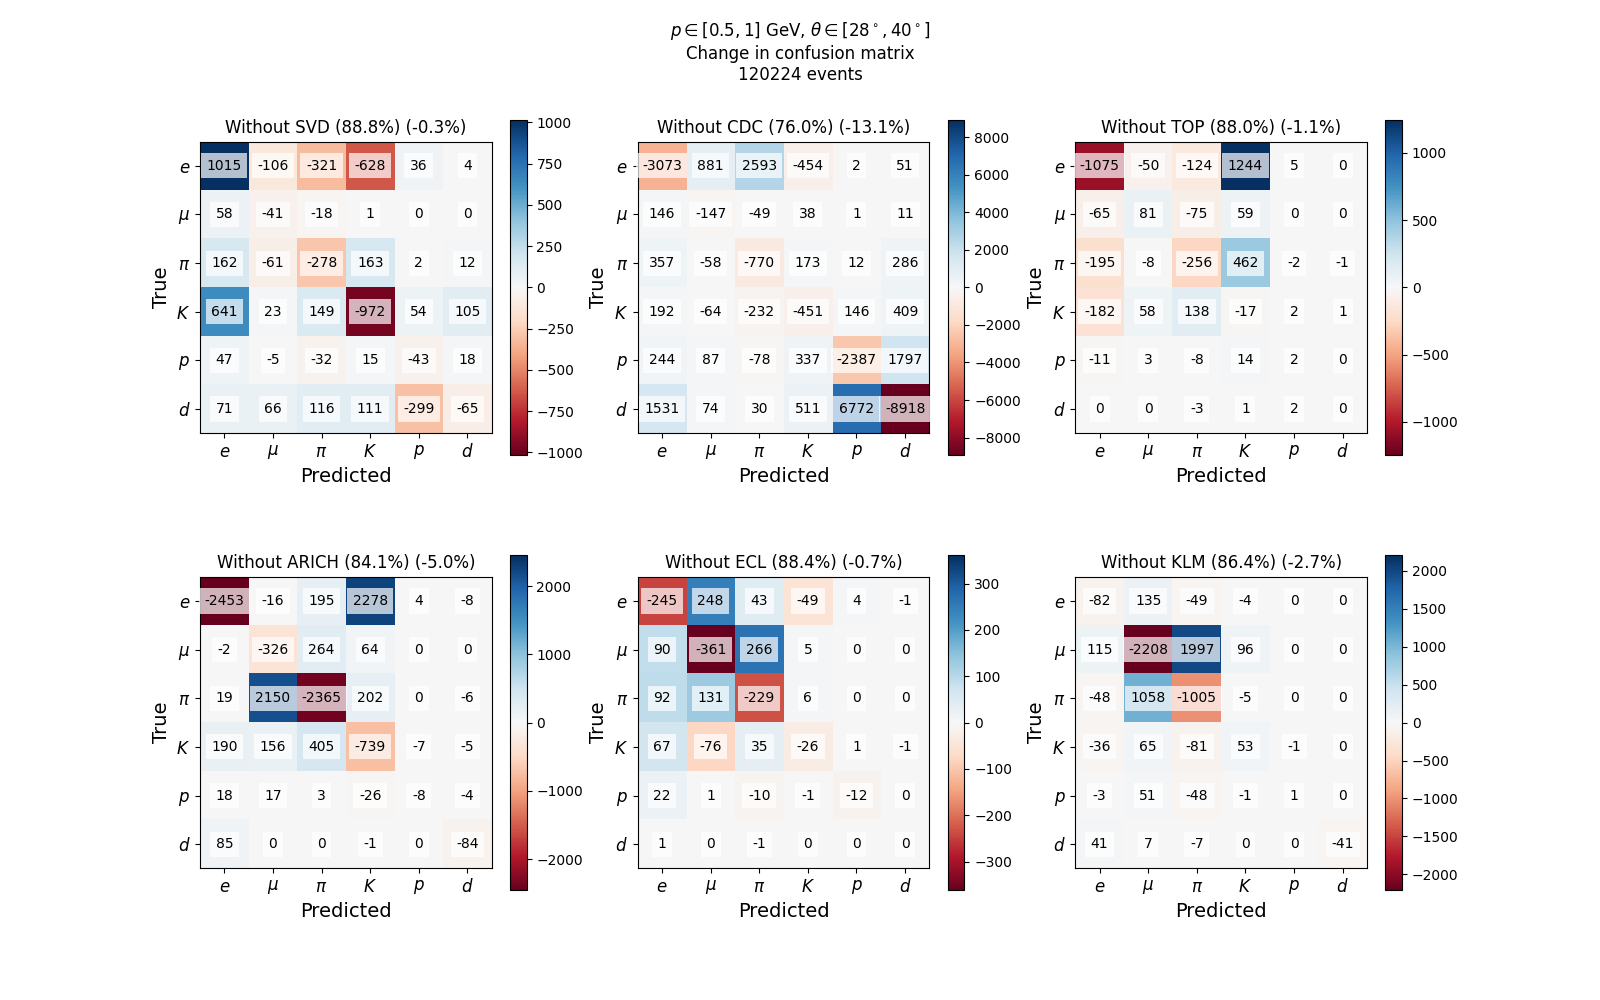 p ∈ [0.5, 1] GeV, θ ∈ [28°, 40°]
Change in confusion matrix
120224 events
Without SVD (88.8%) (-0.3%)
True
e 1015 -106 -321 -628 36 4
μ 58 -41 -18 1 0 0
π 162 -61 -278 163 2 12
K 641 23 149 -972 54 105
p 47 -5 -32 15 -43 18
d 71 66 116 111 -299 -65
e μ π K p d
Predicted
1000
750
500
250
0
−250
−500
−750
−1000
Without CDC (76.0%) (-13.1%)
True
e -3073 881 2593 -454 2 51
μ 146 -147 -49 38 1 11
π 357 -58 -770 173 12 286
K 192 -64 -232 -451 146 409
p 244 87 -78 337 -2387 1797
d 1531 74 30 511 6772 -8918
e μ π K p d
Predicted
8000
6000
4000
2000
0
−2000
−4000
−6000
−8000
Without TOP (88.0%) (-1.1%)
True
e -1075 -50 -124 1244 5 0
μ -65 81 -75 59 0 0
π -195 -8 -256 462 -2 -1
K -182 58 138 -17 2 1
p -11 3 -8 14 2 0
d 0 0 -3 1 2 0
e μ π K p d
Predicted
1000
500
0
−500
−1000
Without ARICH (84.1%) (-5.0%)
True
e -2453 -16 195 2278 4 -8
μ -2 -326 264 64 0 0
π 19 2150 -2365 202 0 -6
K 190 156 405 -739 -7 -5
p 18 17 3 -26 -8 -4
d 85 0 0 -1 0 -84
e μ π K p d
Predicted
2000
1000
0
−1000
−2000
Without ECL (88.4%) (-0.7%)
True
e -245 248 43 -49 4 -1
μ 90 -361 266 5 0 0
π 92 131 -229 6 0 0
K 67 -76 35 -26 1 -1
p 22 1 -10 -1 -12 0
d 1 0 -1 0 0 0
e μ π K p d
Predicted
300
200
100
0
−100
−200
−300
Without KLM (86.4%) (-2.7%)
True
e -82 135 -49 -4 0 0
μ 115 -2208 1997 96 0 0
π -48 1058 -1005 -5 0 0
K -36 65 -81 53 -1 0
p -3 51 -48 -1 1 0
d 41 7 -7 0 0 -41
e μ π K p d
Predicted
2000
1500
1000
500
0
−500
−1000
−1500
−2000